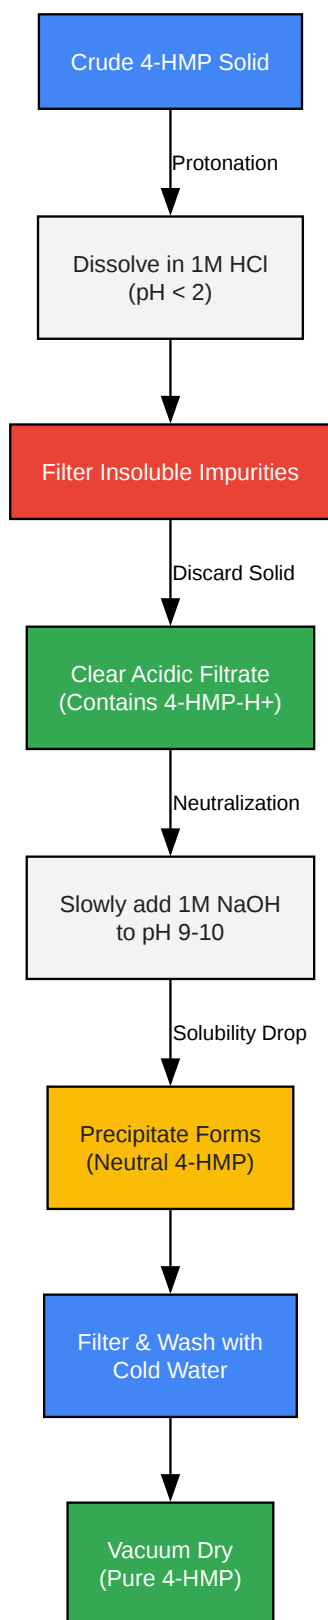 Crude 4-HMP Solid
Protonation
Dissolve in 1M HCl
(pH < 2)
Filter Insoluble Impurities
Discard Solid
Clear Acidic Filtrate
(Contains 4-HMP-H+)
Neutralization
Slowly add 1M NaOH
to pH 9-10
Solubility Drop
Precipitate Forms
(Neutral 4-HMP)
Filter & Wash with
Cold Water
Vacuum Dry
(Pure 4-HMP)